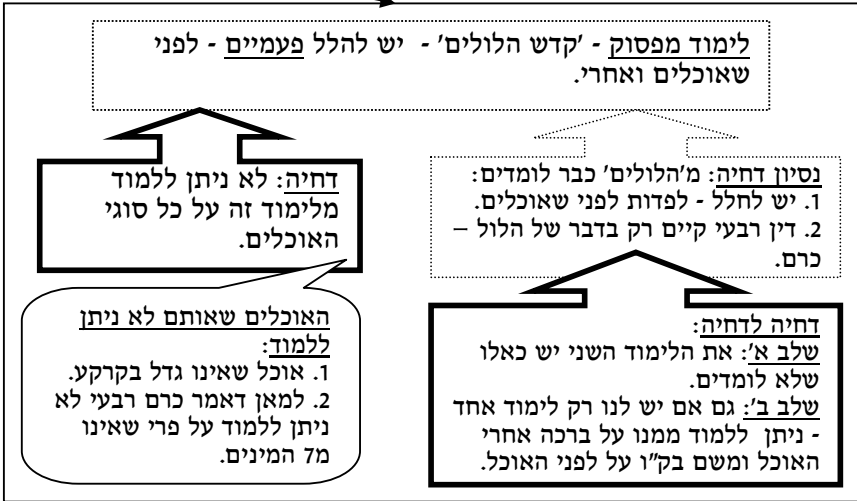 לימוד מפסוק - 'קדש הלולים' - יש להלל פעמיים - לפני
שאוכלים ואחרי.
נסיון דחיה: מ'הלולים' כבר לומדים:
1. יש לחלל - לפדות לפני שאוכלים.
2. דין רבעי קיים רק בדבר של הלול –
כרם.
דחיה לדחיה:
שלב א': את הלימוד השני יש כאלו
שלא לומדים.
שלב ב': גם אם יש לנו רק לימוד אחד
- ניתן ללמוד ממנו על ברכה אחרי
האוכל ומשם בק"ו על לפני האוכל.
דחיה: לא ניתן ללמוד
מלימוד זה על כל סוגי
האוכלים.
האוכלים שאותם לא ניתן
ללמוד:
1. אוכל שאינו גדל בקרקע.
2. למאן דאמר כרם רבעי לא
ניתן ללמוד על פרי שאינו
מ7 המינים.